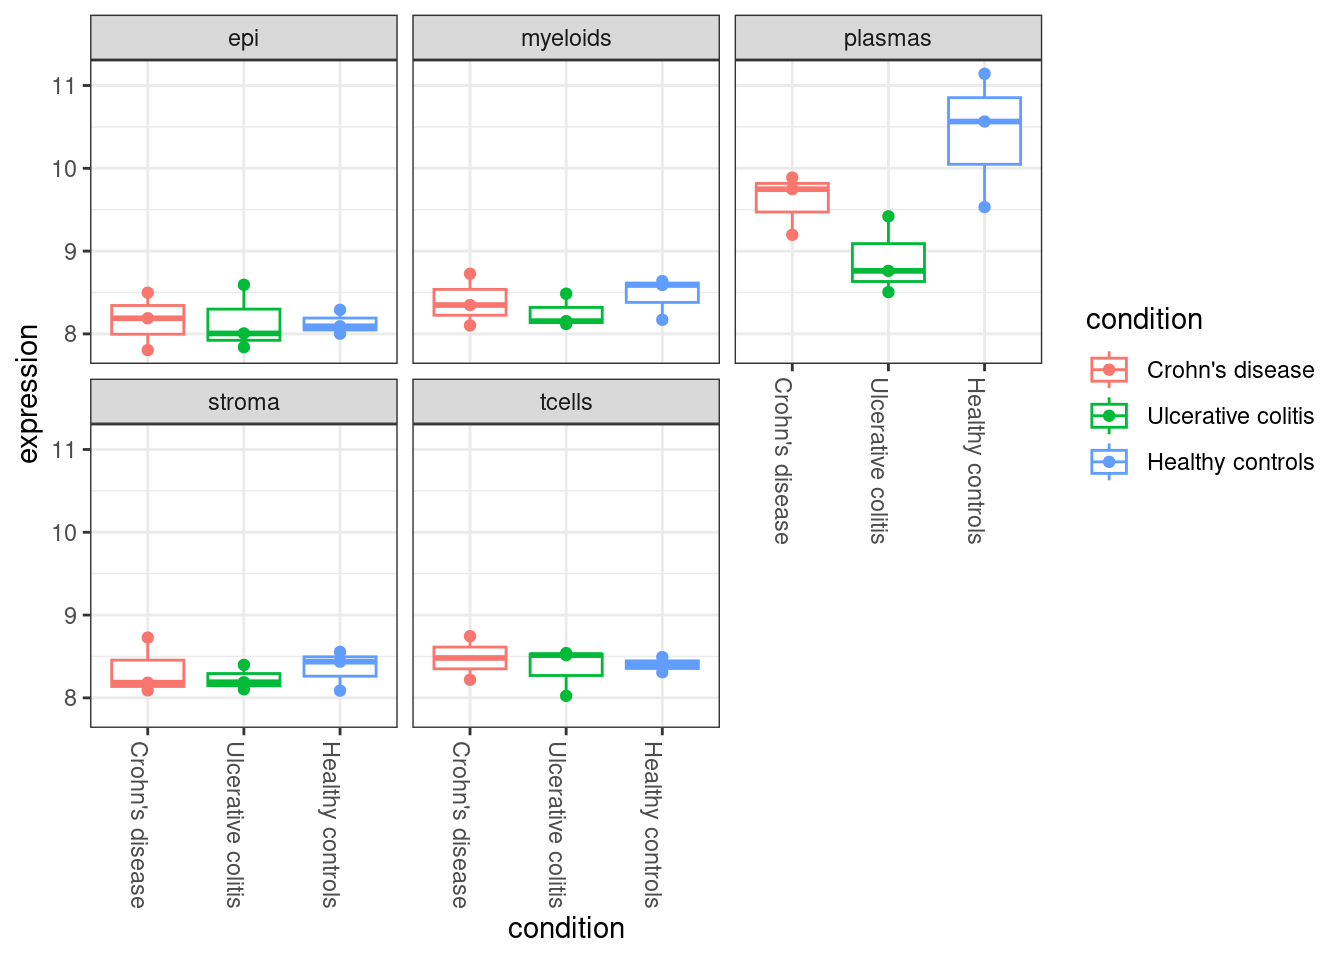 epi
myeloids
plasmas
11
10
9
8
Crohn's disease
Ulcerative colitis
Healthy controls
stroma
tcells
11
10
9
8
Crohn's disease
Ulcerative colitis
Healthy controls
Crohn's disease
Ulcerative colitis
Healthy controls
expression
condition
condition
Crohn's disease
Ulcerative colitis
Healthy controls